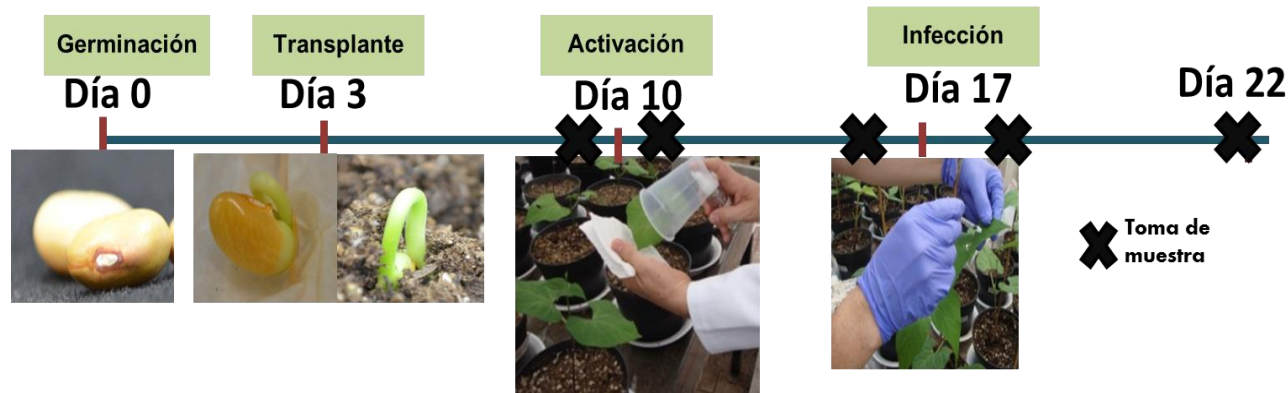 Germinación
Transplante
Activación
Infección
Día 0
Día 3
Día 10
Día 17
Día 22
Toma de
muestra